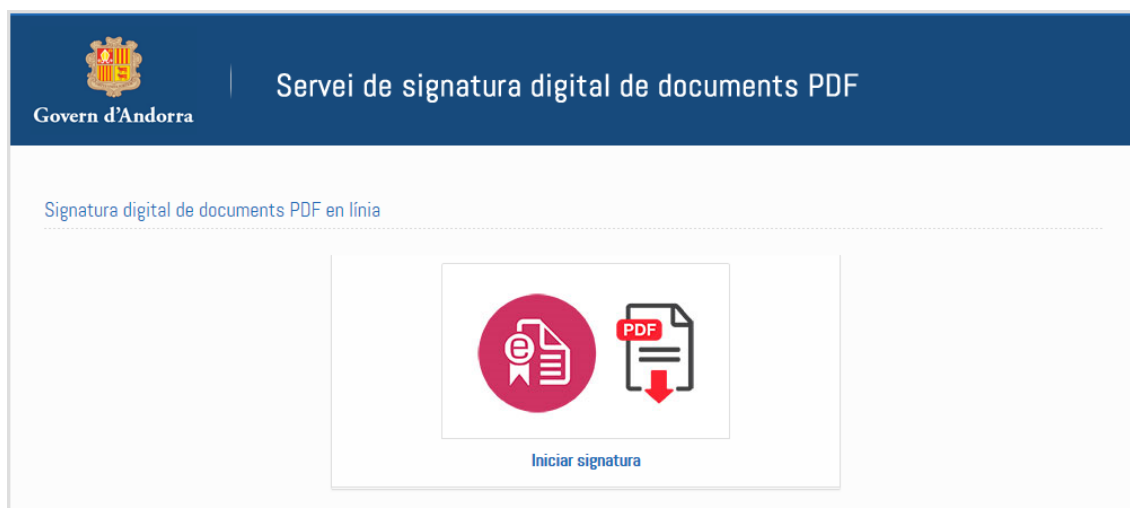 Govern d'Andorra
Servei de signatura digital de documents PDF
Signatura digital de documents PDF en línia
e
PDF
Iniciar signatura